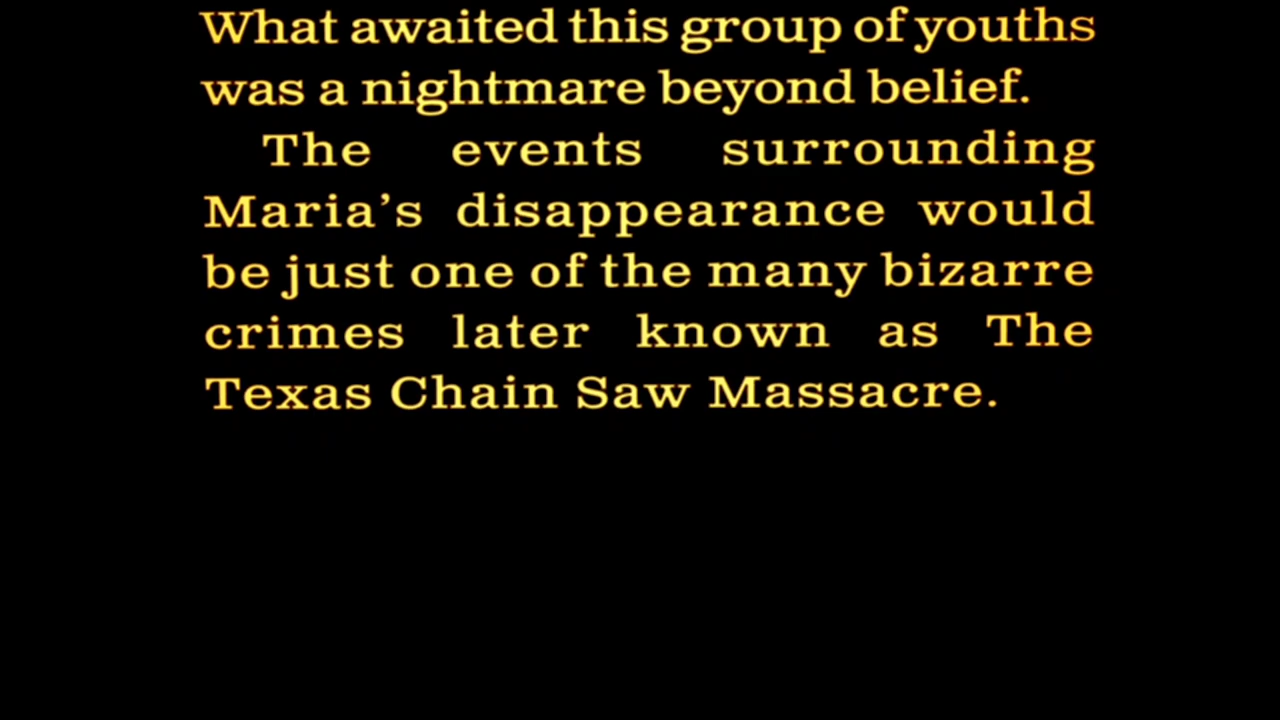 What awaited this group of youths
was a nightmare beyond belief.
The events surrounding
Maria’s disappearance would
be just one of the many bizarre
crimes later known as The
Texas Chain Saw Massacre.